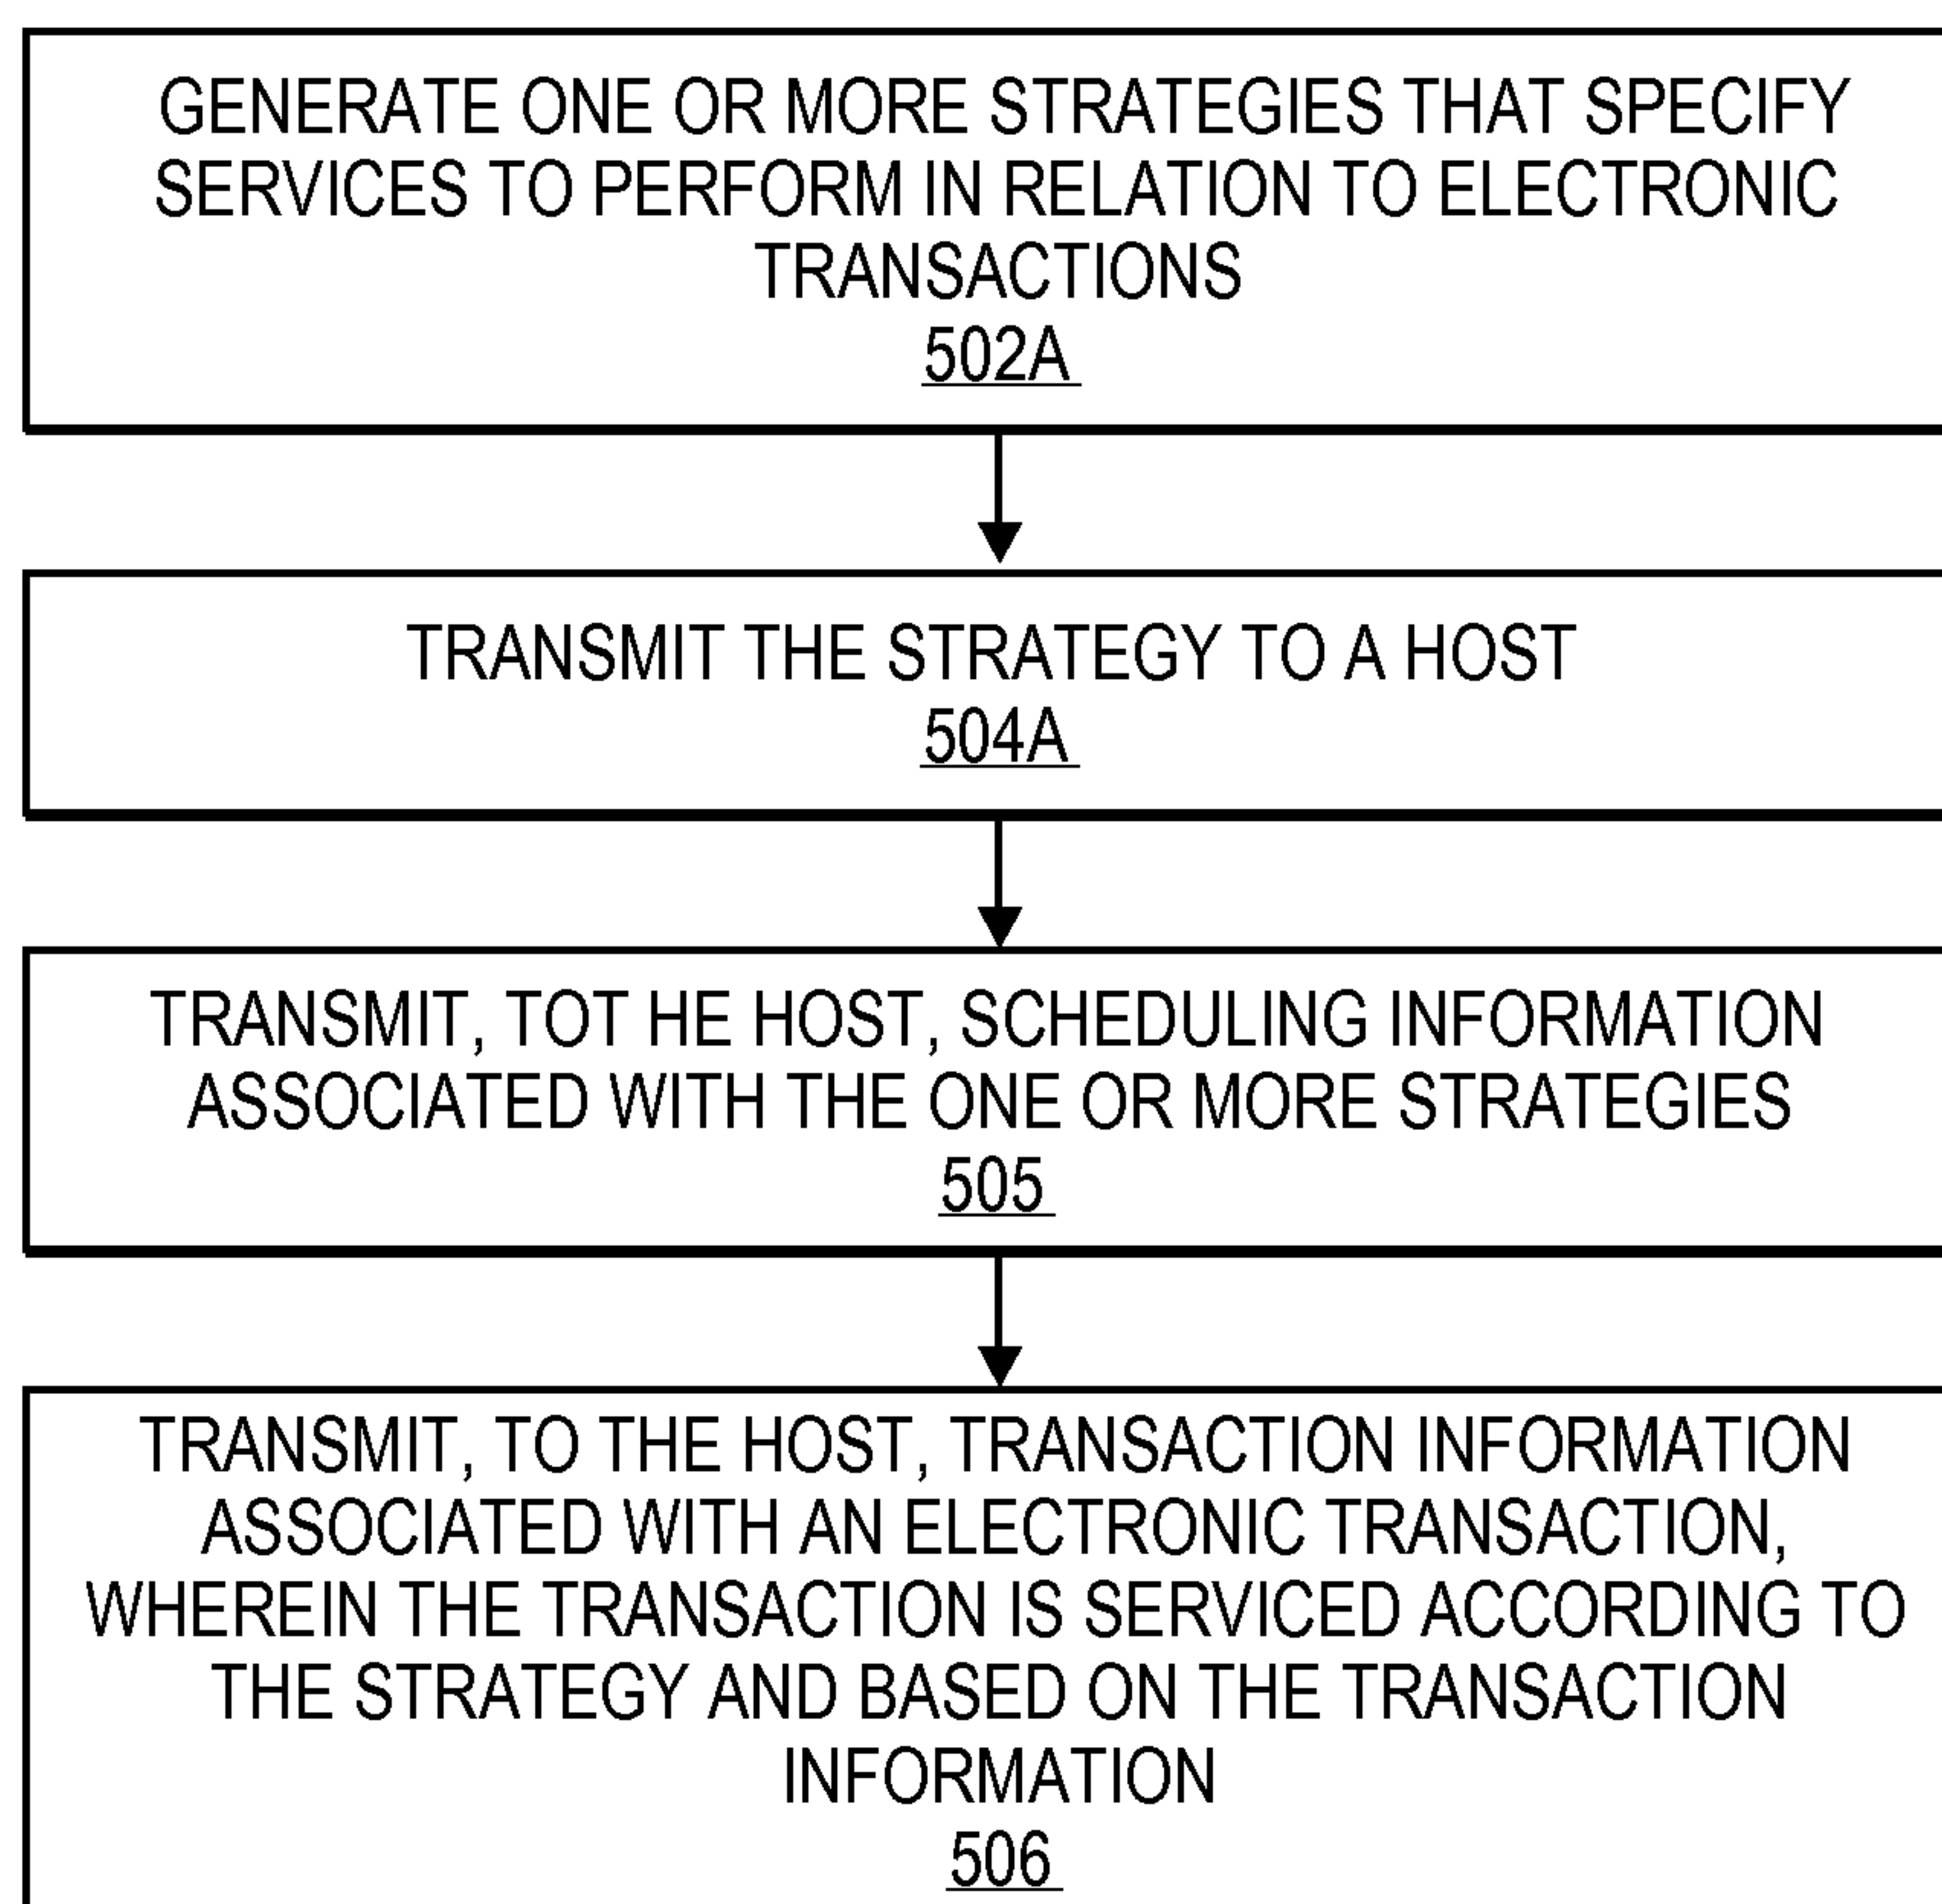 GENERATE ONE OR MORE STRATEGIES THAT SPECIFY
SERVICES TO PERFORM IN RELATION TO ELECTRONIC
TRANSACTIONS
502A
TRANSMIT THE STRATEGY TO A HOST
504A
TRANSMIT, TOT HE HOST, SCHEDULING INFORMATION
ASSOCIATED WITH THE ONE OR MORE STRATEGIES
505
TRANSMIT, TO THE HOST, TRANSACTION INFORMATION
ASSOCIATED WITH AN ELECTRONIC TRANSACTION,
WHEREIN THE TRANSACTION IS SERVICED ACCORDING TO
THE STRATEGY AND BASED ON THE TRANSACTION
INFORMATION
506